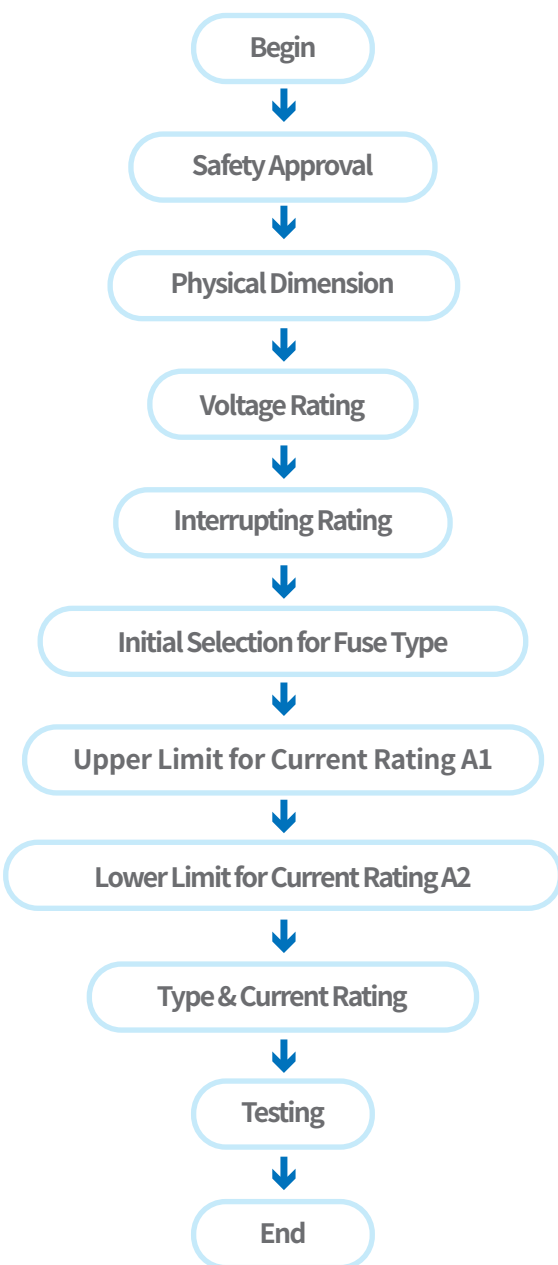 Begin
Safety Approval
Physical Dimension
Voltage Rating
Interrupting Rating
Initial Selection for Fuse Type
Upper Limit for Current Rating A1
Lower Limit for Current Rating A2
Type & Current Rating
Testing
End